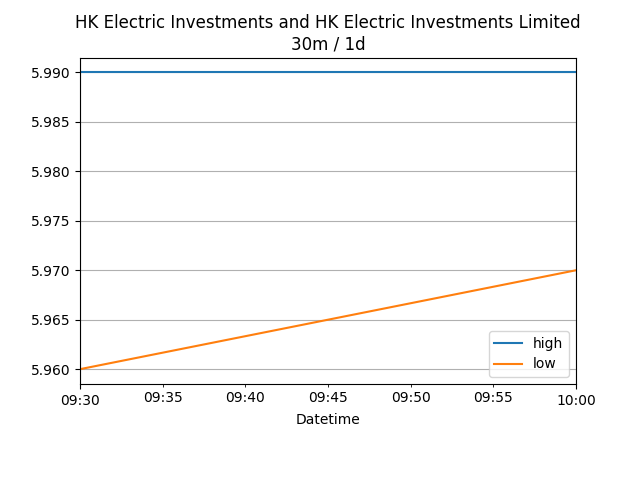 HK Electric Investments and HK Electric Investments Limited
30m / 1d
5.990
5.985
5.980
5.975
5.970
5.965
5.960
high
low
09:30 09:35 09:40 09:45 09:50 09:55 10:00
Datetime